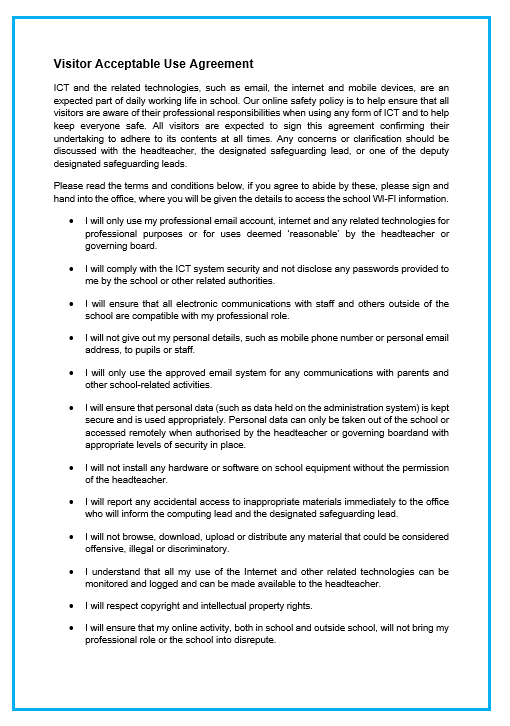 Visitor Acceptable Use Agreement
ICT and the related technologies, such as email, the internet and mobile devices, are an
expected part of daily working life in school. Our online safety policy is to help ensure that all
visitors are aware of their professional responsibilities when using any form of ICT and to help
keep everyone safe. All visitors are expected to sign this agreement confirming their
undertaking to adhere to its contents at all times. Any concerns or clarification should be
discussed with the headteacher, the designated safeguarding lead, or one of the deputy
designated safeguarding leads.
Please read the terms and conditions below, if you agree to abide by these, please sign and
hand into the office, where you will be given the details to access the school WI-FI information.
• I will only use my professional email account, internet and any related technologies for
professional purposes or for uses deemed ‘reasonable’ by the headteacher or
governing board.
• I will comply with the ICT system security and not disclose any passwords provided to
me by the school or other related authorities.
• I will ensure that all electronic communications with staff and others outside of the
school are compatible with my professional role.
• I will not give out my personal details, such as mobile phone number or personal email
address, to pupils or staff.
• I will only use the approved email system for any communications with parents and
other school-related activities.
• I will ensure that personal data (such as data held on the administration system) is kept
secure and is used appropriately. Personal data can only be taken out of the school or
accessed remotely when authorised by the headteacher or governing boardand with
appropriate levels of security in place.
• I will not install any hardware or software on school equipment without the permission
of the headteacher.
• I will report any accidental access to inappropriate materials immediately to the office
who will inform the computing lead and the designated safeguarding lead.
• I will not browse, download, upload or distribute any material that could be considered
offensive, illegal or discriminatory.
• I understand that all my use of the Internet and other related technologies can be
monitored and logged and can be made available to the headteacher.
• I will respect copyright and intellectual property rights.
• I will ensure that my online activity, both in school and outside school, will not bring my
professional role or the school into disrepute.